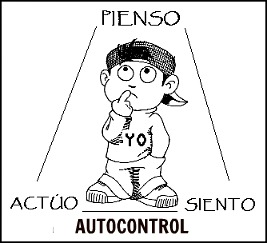 PIENSO
YO
ACTÚO SIENTO
AUTOCONTROL